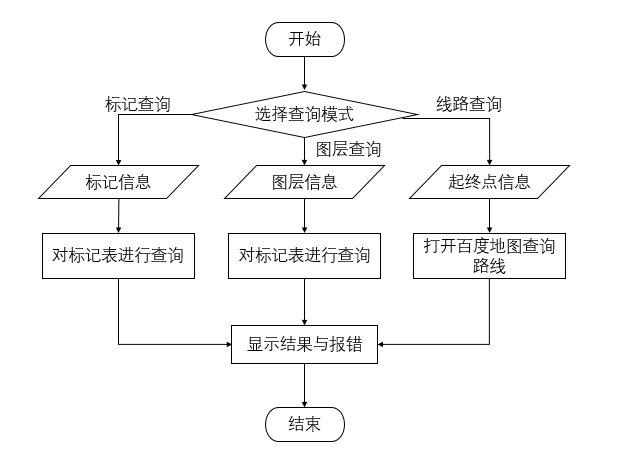 开始
标记查询
选择查询模式
线路查询
图层查询
标记信息
图层信息
起终点信息
对标记表进行查询
对标记表进行查询
打开百度地图查询
路线
显示结果与报错
结束